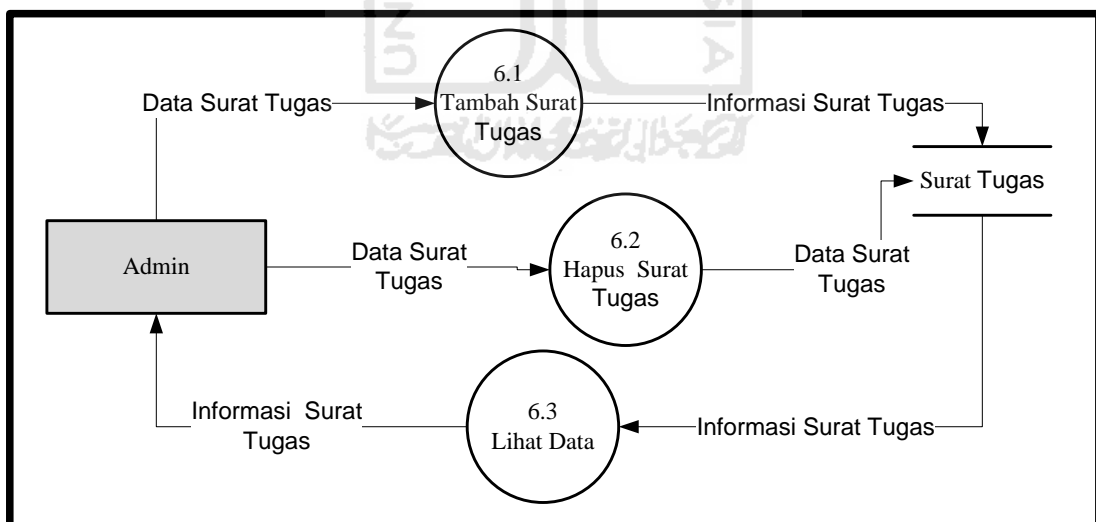 6.1
Tambah Surat
Tugas
Data Surat Tugas
Informasi Surat Tugas
Surat Tugas
Admin
Data Surat
Tugas
6.2
Hapus Surat
Tugas
Data Surat
Tugas
Informasi Surat
Tugas
6.3
Lihat Data
Informasi Surat Tugas